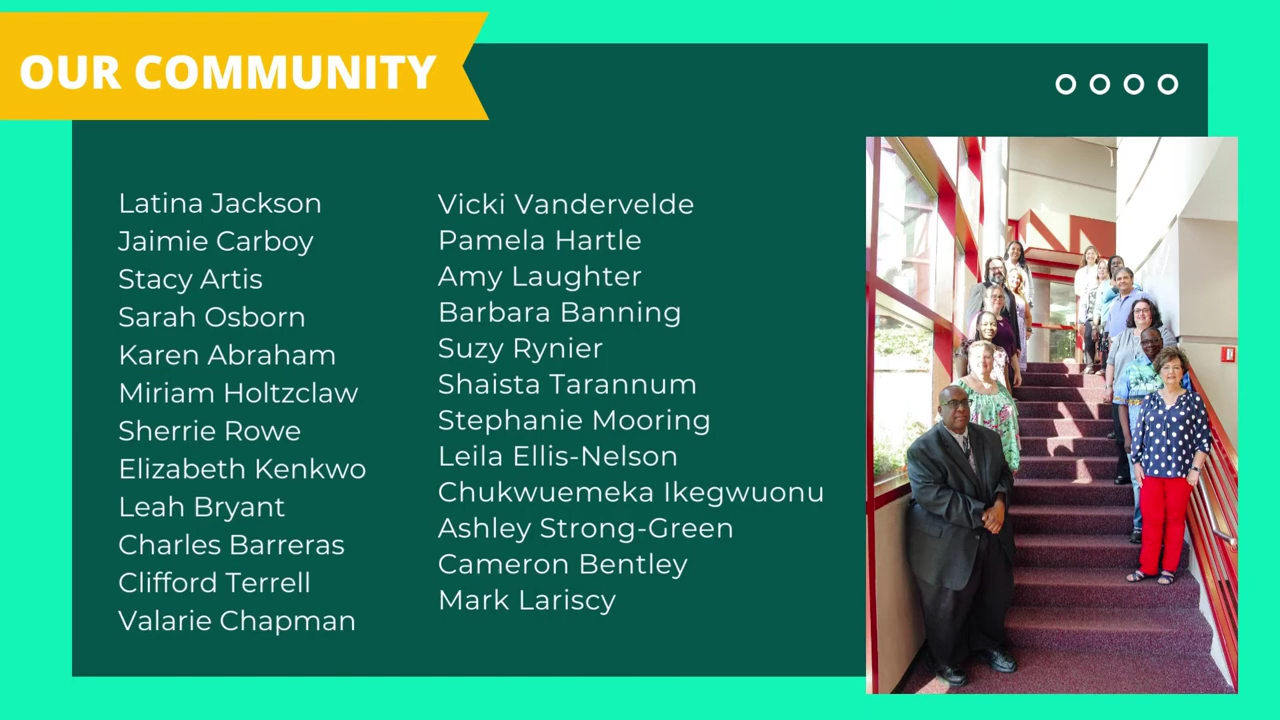 OUR COMMUNITY
Latina Jackson
Jaimie Carboy
Stacy Artis
Sarah Osborn
Karen Abraham
Miriam Holtzclaw
Sherrie Rowe
Elizabeth Kenkwo
Leah Bryant
Charles Barreras
Clifford Terrell
Valarie Chapman
Vicki Vandervelde
Pamela Hartle
Amy Laughter
Barbara Banning
Suzy Rynier
Shaista Tarannum
Stephanie Mooring
Leila Ellis-Nelson
Chukwuemeka Ikegwuonu
Ashley Strong-Green
Cameron Bentley
Mark Lariscy